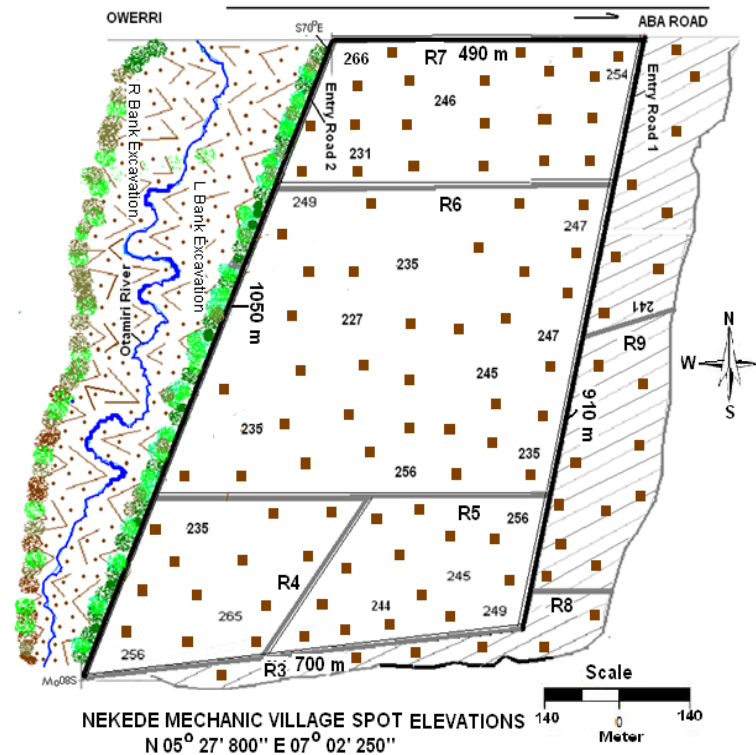 OWERRI
ABA ROAD
S70°E
266
R7 490 m
254
246
231
Entry Road 2
Entry Road 1
R Bank Excavation
L Bank Excavation
Otamiri River
249
R6
247
235
227
247
241
R9
1050 m
245
910 m
235
235
256
N
W
S
R5
256
235
R4
245
265
244
249
R8
256
R3 700 m
Scale
140 0 140
Meter
NEKEDE MECHANIC VILLAGE SPOT ELEVATIONS
N 05° 27' 800" E 07° 02' 250"